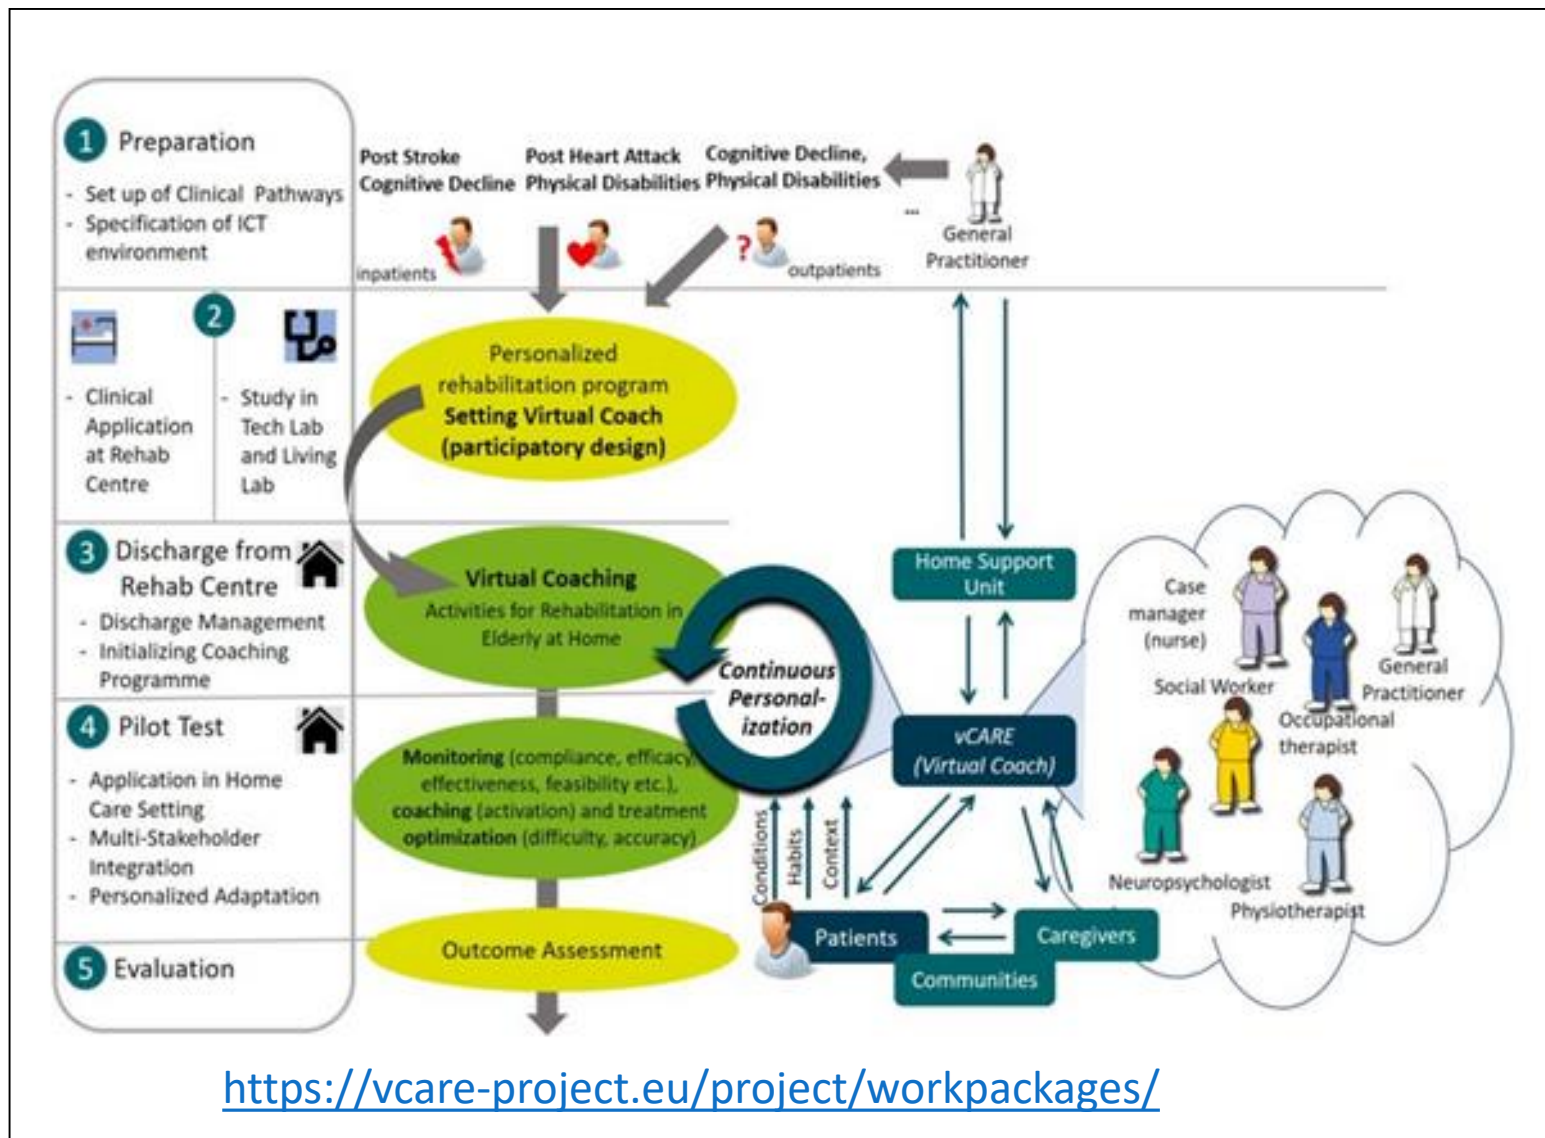 1 Preparation
- Set up of Clinical Pathways
- Specification of ICT
environment
Post Stroke
Cognitive Decline
Post Heart Attack
Physical Disabilities
Cognitive Decline,
Physical Disabilities
...
General
Practitioner
inpatients
?
outpatients
2
- Clinical
Application
at Rehab
Centre
- Study in
Tech Lab
and Living
Lab
Personalized
rehabilitation program
Setting Virtual Coach
(participatory design)
3 Discharge from
Rehab Centre
- Discharge Management
- Initializing Coaching
Programme
Virtual Coaching
Activities for Rehabilitation in
Elderly at Home
Continuous
Personal-
ization
Home Support
Unit
vCARE
(Virtual Coach)
Case
manager
(nurse)
General
Practitioner
Social Worker
Occupational
therapist
Neuropsychologist
Physiotherapist
4 Pilot Test
- Application in Home
Care Setting
- Multi-Stakeholder
Integration
- Personalized Adaptation
Monitoring (compliance, efficacy,
effectiveness, feasibility etc.),
coaching (activation) and treatment
optimization (difficulty, accuracy)
Conditions
Habits
Context
Patients
Caregivers
Communities
5 Evaluation
Outcome Assessment
https://vcare-project.eu/project/workpackages/